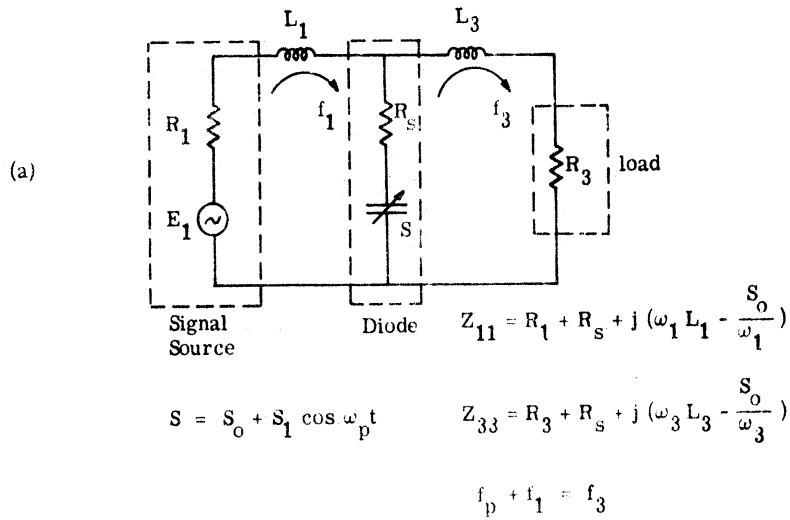 L1 L3
(a)
R1 f1 Rs f3
R3 load
E1 S
Signal
Source
Diode
Z11 = R1 + Rs + j (ω1 L1 - So/ω1)
S = So + S1 cos ωp t
Z33 = R3 + Rs + j (ω3 L3 - So/ω3)
fp + f1 = f3